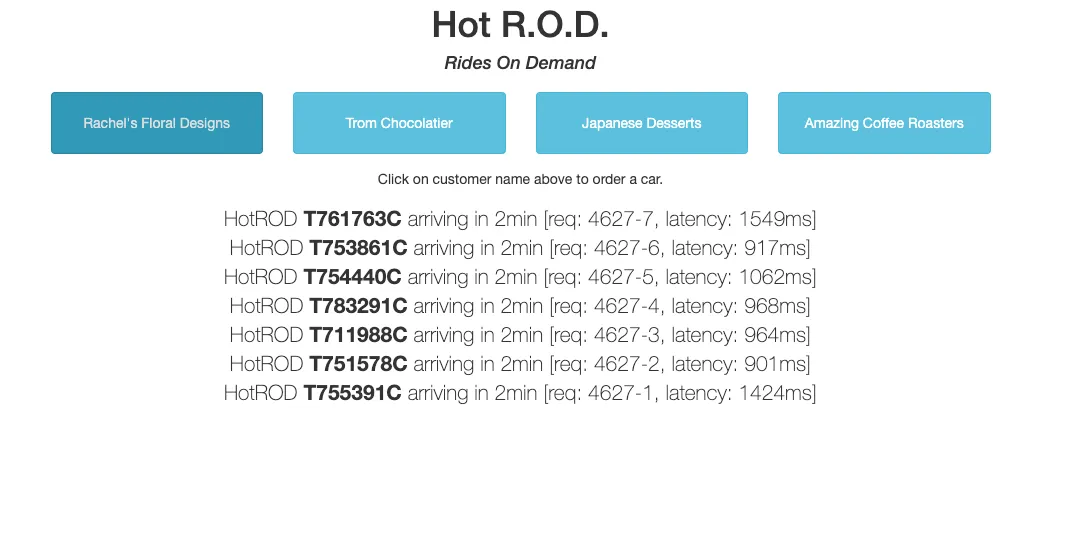 Hot R.O.D.
Rides On Demand
Rachel's Floral Designs
Trom Chocolatier
Japanese Desserts
Amazing Coffee Roasters
Click on customer name above to order a car.
HotROD T761763C arriving in 2min [req: 4627-7, latency: 1549ms]
HotROD T753861C arriving in 2min [req: 4627-6, latency: 917ms]
HotROD T754440C arriving in 2min [req: 4627-5, latency: 1062ms]
HotROD T783291C arriving in 2min [req: 4627-4, latency: 968ms]
HotROD T711988C arriving in 2min [req: 4627-3, latency: 964ms]
HotROD T751578C arriving in 2min [req: 4627-2, latency: 901ms]
HotROD T755391C arriving in 2min [req: 4627-1, latency: 1424ms]